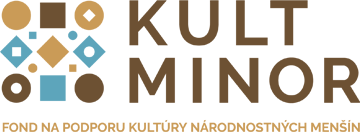 KULT
MINOR
FOND NA PODPORU KULTÚRY NÁRODNOSTNÝCH MENŠÍN